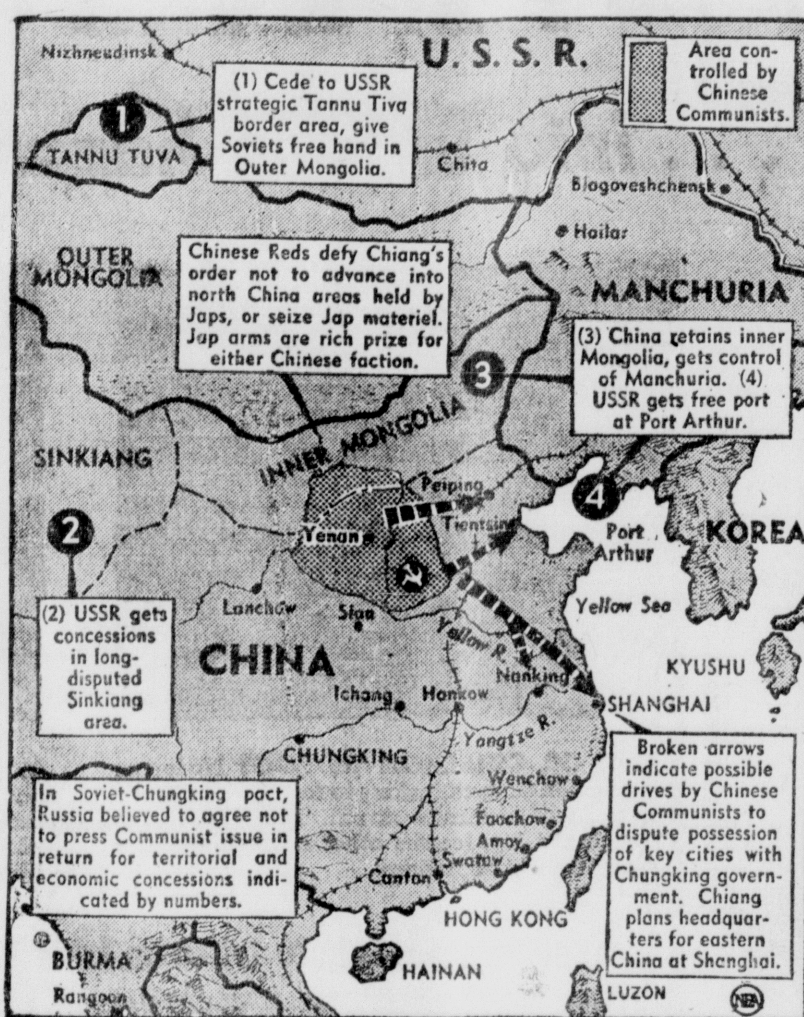 U. S. S. R.
Nizhneudinsk
Area con-
trolled by
Chinese
Communists.
1
(1) Cede to USSR
strategic Tannu Tiva
border area, give
Soviets free hand in
Outer Mongolia.
TANNU TUVA
Chita
Blagoveshchensk
Hailar
OUTER
MONGOLIA
Chinese Reds defy Chiang's
order not to advance into
north China areas held by
Japs, or seize Jap materiel.
Jap arms are rich prize for
either Chinese faction.
MANCHURIA
3
(3) China retains inner
Mongolia, gets control
of Manchuria. (4)
USSR gets free port
at Port Arthur.
SINKIANG
INNER MONGOLIA
Peiping
4
2
Tientsin
Yenan
Port
Arthur
KOREA
(2) USSR gets
concessions
in long-
disputed
Sinkiang
area.
Lanchow
Sian
Yellow R.
Yellow Sea
CHINA
KYUSHU
Nanking
Ichang
Hankow
SHANGHAI
Yangtze R.
CHUNGKING
Broken arrows
indicate possible
drives by Chinese
Communists to
dispute possession
of key cities with
Chungking govern-
ment. Chiang
plans headquar-
ters for eastern
China at Shanghai.
Wenchow
In Soviet-Chungking pact,
Russia believed to agree not
to press Communist issue in
return for territorial and
economic concessions indi-
cated by numbers.
Foochow
Amoy
Swatow
Canton
HONG KONG
BURMA
HAINAN
Rangoon
LUZON
NEA